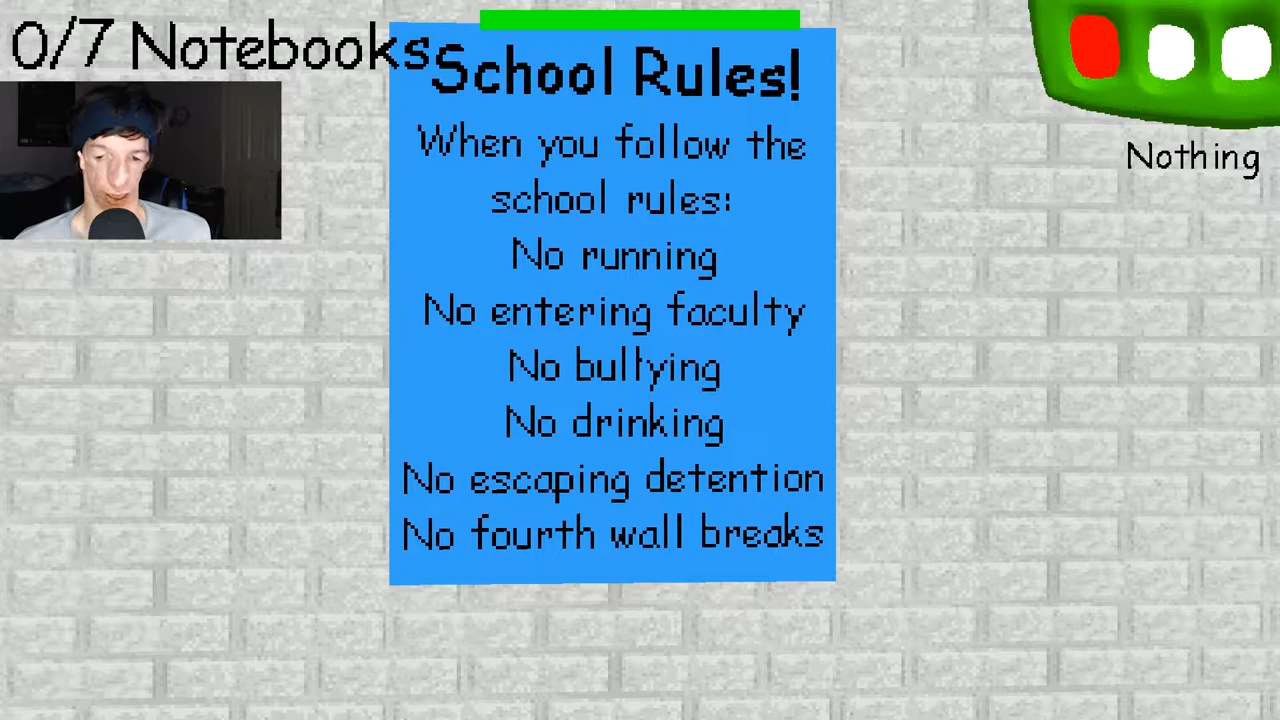 0/7 Notebooks
School Rules!
When you follow the
school rules:
No running
No entering faculty
No bullying
No drinking
No escaping detention
No fourth wall breaks
Nothing